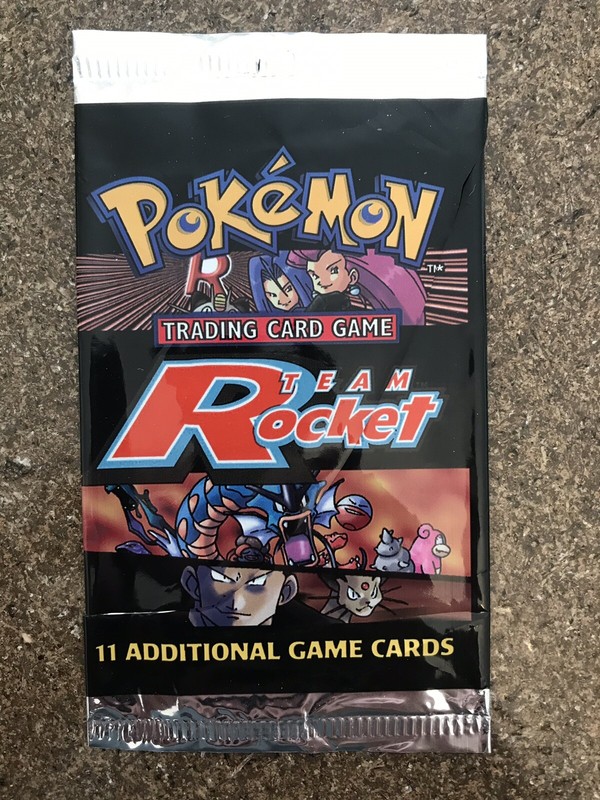 POKéMON
TM*
R
TRADING CARD GAME
TEAM
Rocket
11 ADDITIONAL GAME CARDS